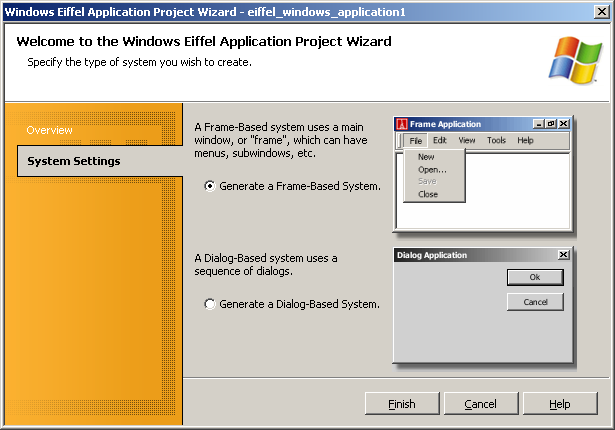 Windows Eiffel Application Project Wizard - eiffel_windows_application1
Welcome to the Windows Eiffel Application Project Wizard
Specify the type of system you wish to create.
Overview
System Settings
A Frame-Based system uses a main
window, or "frame", which can have
menus, subwindows, etc.
Generate a Frame-Based System.
Frame Application
File Edit View Tools Help
New
Open...
Save
Close
A Dialog-Based system uses a
sequence of dialogs.
Generate a Dialog-Based System.
Dialog Application
Ok
Cancel
Finish Cancel Help